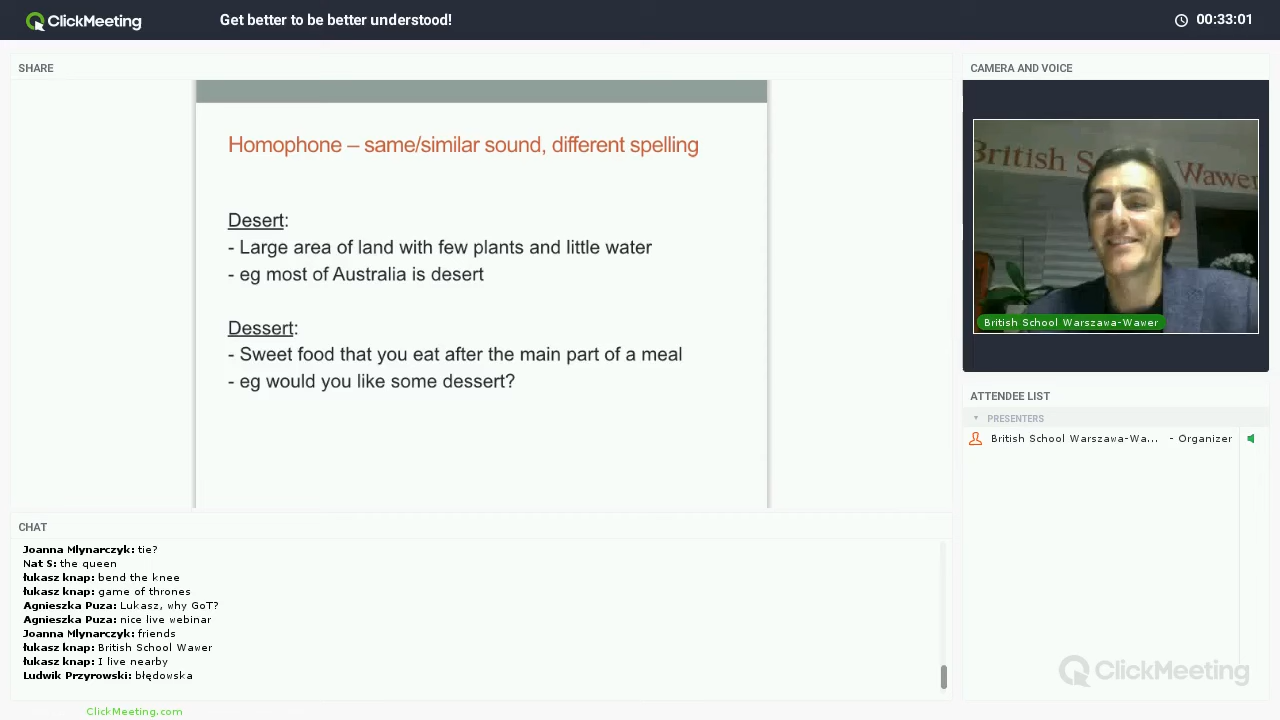 ClickMeeting
Get better to be better understood!
00:33:01
SHARE
Homophone – same/similar sound, different spelling
Desert:
- Large area of land with few plants and little water
- eg most of Australia is desert
Dessert:
- Sweet food that you eat after the main part of a meal
- eg would you like some dessert?
CAMERA AND VOICE
British S Wawer
British School Warszawa-Wawer
ATTENDEE LIST
PRESENTERS
British School Warszawa-Wa... - Organizer
CHAT
Joanna Mlynarczyk: tie?
Nat S: the queen
łukasz knap: bend the knee
łukasz knap: game of thrones
Agnieszka Puza: Lukasz, why GoT?
Agnieszka Puza: nice live webinar
Joanna Mlynarczyk: friends
łukasz knap: British School Wawer
łukasz knap: I live nearby
Ludwik Przyrowski: błędowska
ClickMeeting
ClickMeeting.com